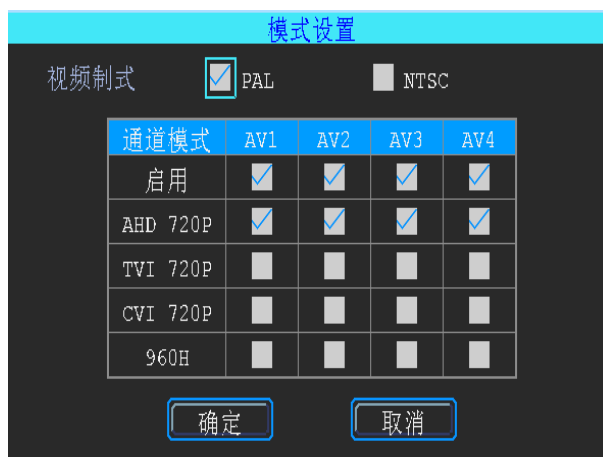 模式设置
视频制式 PAL NTSC
通道模式 AV1 AV2 AV3 AV4
启用
AHD 720P
TVI 720P
CVI 720P
960H
确定 取消